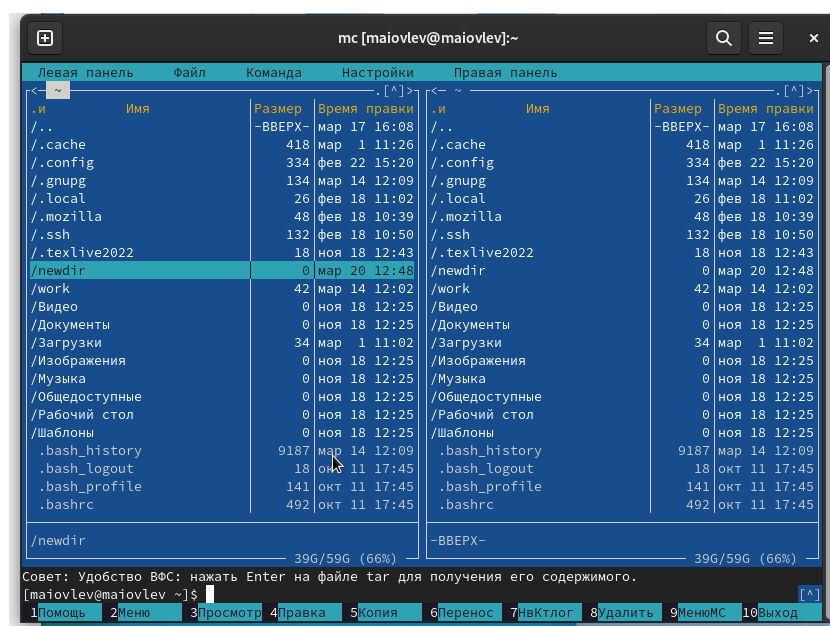 mc [maiovlev@maiovlev]:~
Левая панель Файл Команда Настройки Правая панель
<─ ~ .[^]> <─ ~ .[^]>
.и Имя Размер Время правки .и Имя Размер Время правки
/.. -ВВЕРХ- мар 17 16:08 /.. -ВВЕРХ- мар 17 16:08
/.cache 418 мар 1 11:26 /.cache 418 мар 1 11:26
/.config 334 фев 22 15:20 /.config 334 фев 22 15:20
/.gnupg 134 мар 14 12:09 /.gnupg 134 мар 14 12:09
/.local 26 фев 18 11:02 /.local 26 фев 18 11:02
/.mozilla 48 фев 18 10:39 /.mozilla 48 фев 18 10:39
/.ssh 132 фев 18 10:50 /.ssh 132 фев 18 10:50
/.texlive2022 18 ноя 18 12:43 /.texlive2022 18 ноя 18 12:43
/newdir 0 мар 20 12:48 /newdir 0 мар 20 12:48
/work 42 мар 14 12:02 /work 42 мар 14 12:02
/Видео 0 ноя 18 12:25 /Видео 0 ноя 18 12:25
/Документы 0 ноя 18 12:25 /Документы 0 ноя 18 12:25
/Загрузки 34 мар 1 11:02 /Загрузки 34 мар 1 11:02
/Изображения 0 ноя 18 12:25 /Изображения 0 ноя 18 12:25
/Музыка 0 ноя 18 12:25 /Музыка 0 ноя 18 12:25
/Общедоступные 0 ноя 18 12:25 /Общедоступные 0 ноя 18 12:25
/Рабочий стол 0 ноя 18 12:25 /Рабочий стол 0 ноя 18 12:25
/Шаблоны 0 ноя 18 12:25 /Шаблоны 0 ноя 18 12:25
.bash_history 9187 мар 14 12:09 .bash_history 9187 мар 14 12:09
.bash_logout 18 окт 11 17:45 .bash_logout 18 окт 11 17:45
.bash_profile 141 окт 11 17:45 .bash_profile 141 окт 11 17:45
.bashrc 492 окт 11 17:45 .bashrc 492 окт 11 17:45
/newdir -ВВЕРХ-
39G/59G (66%) 39G/59G (66%)
Совет: Удобство ВФС: нажать Enter на файле tar для получения его содержимого.
[maiovlev@maiovlev ~]$ [^]
1Помощь 2Меню 3Просмотр 4Правка 5Копия 6Перенос 7НвКтлог 8Удалить 9МенюMC 10Выход